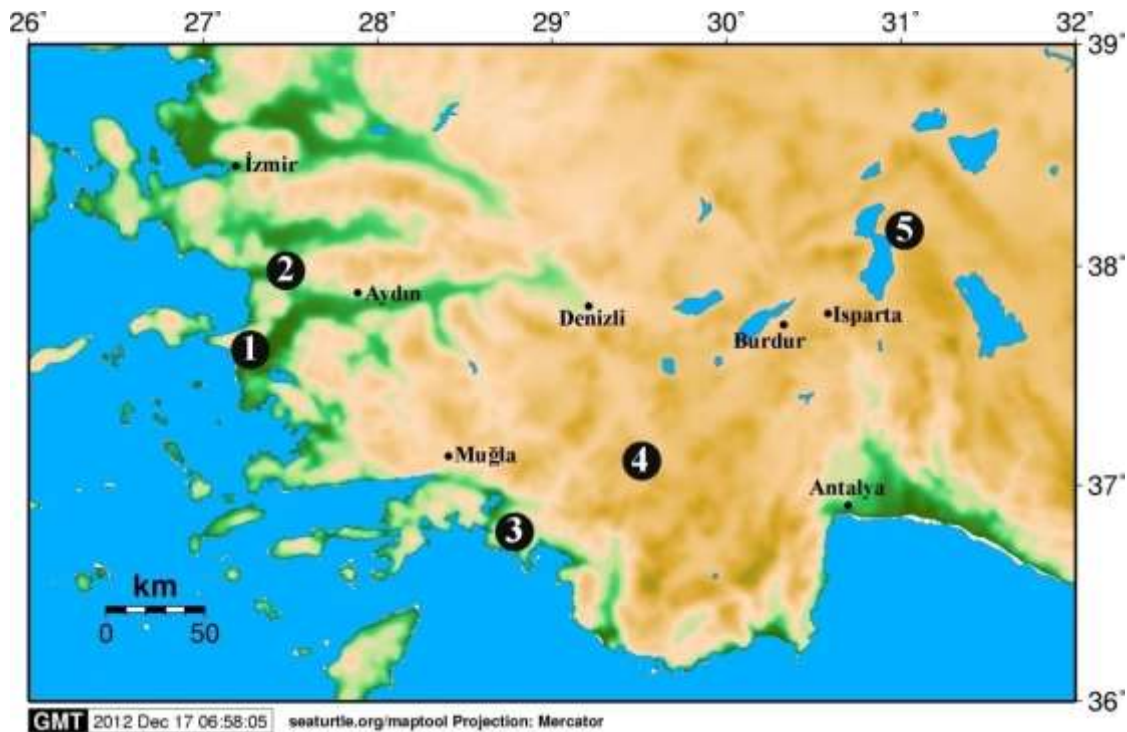 26° 27° 28° 29° 30° 31° 32°
39°
İzmir
5
38°
2
Aydın
Denizli
Isparta
Burdur
1
Muğla
4
37°
Antalya
3
km
0 50
36°
GMT 2012 Dec 17 06:58:05 seaturtle.org/maptool Projection: Mercator